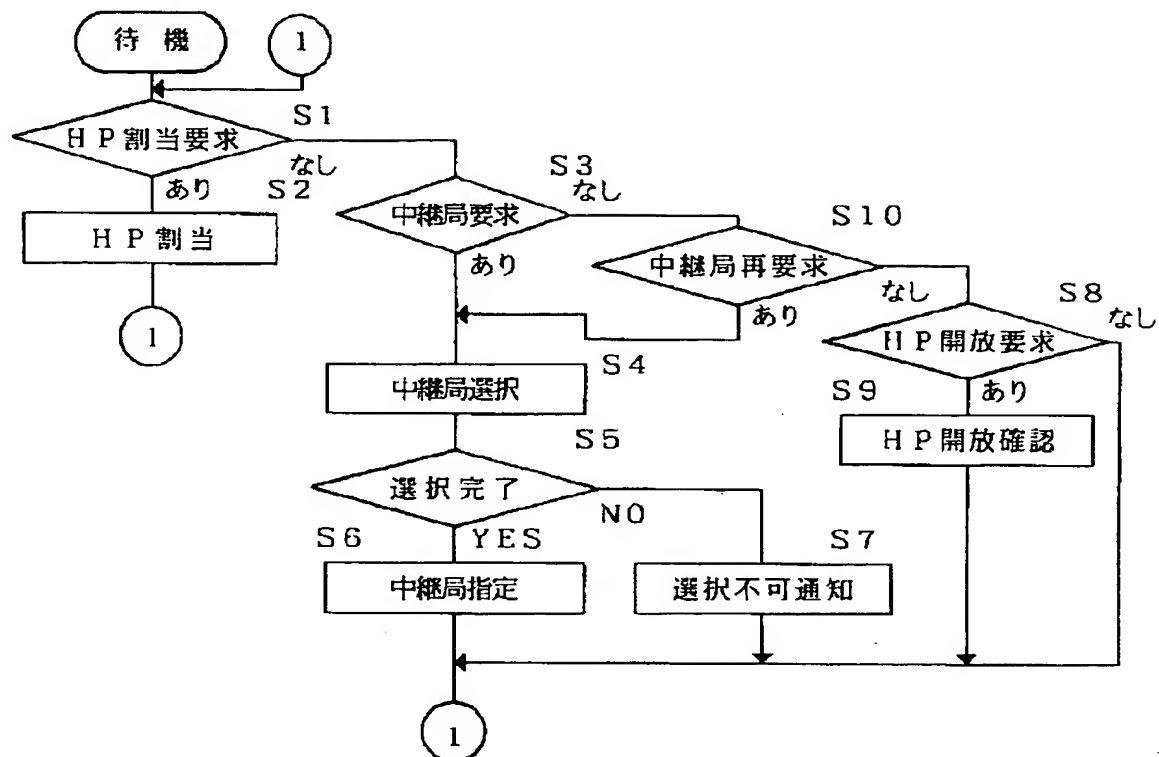 待機
1
HP割当要求
S1
なし
あり
S2
HP割当
1
中継局要求
S3
なし
あり
中継局再要求
S10
なし
あり
HP開放要求
S8
なし
あり
S9
HP開放確認
S4
中継局選択
S5
選択完了
NO
YES
S6
中継局指定
S7
選択不可通知
1